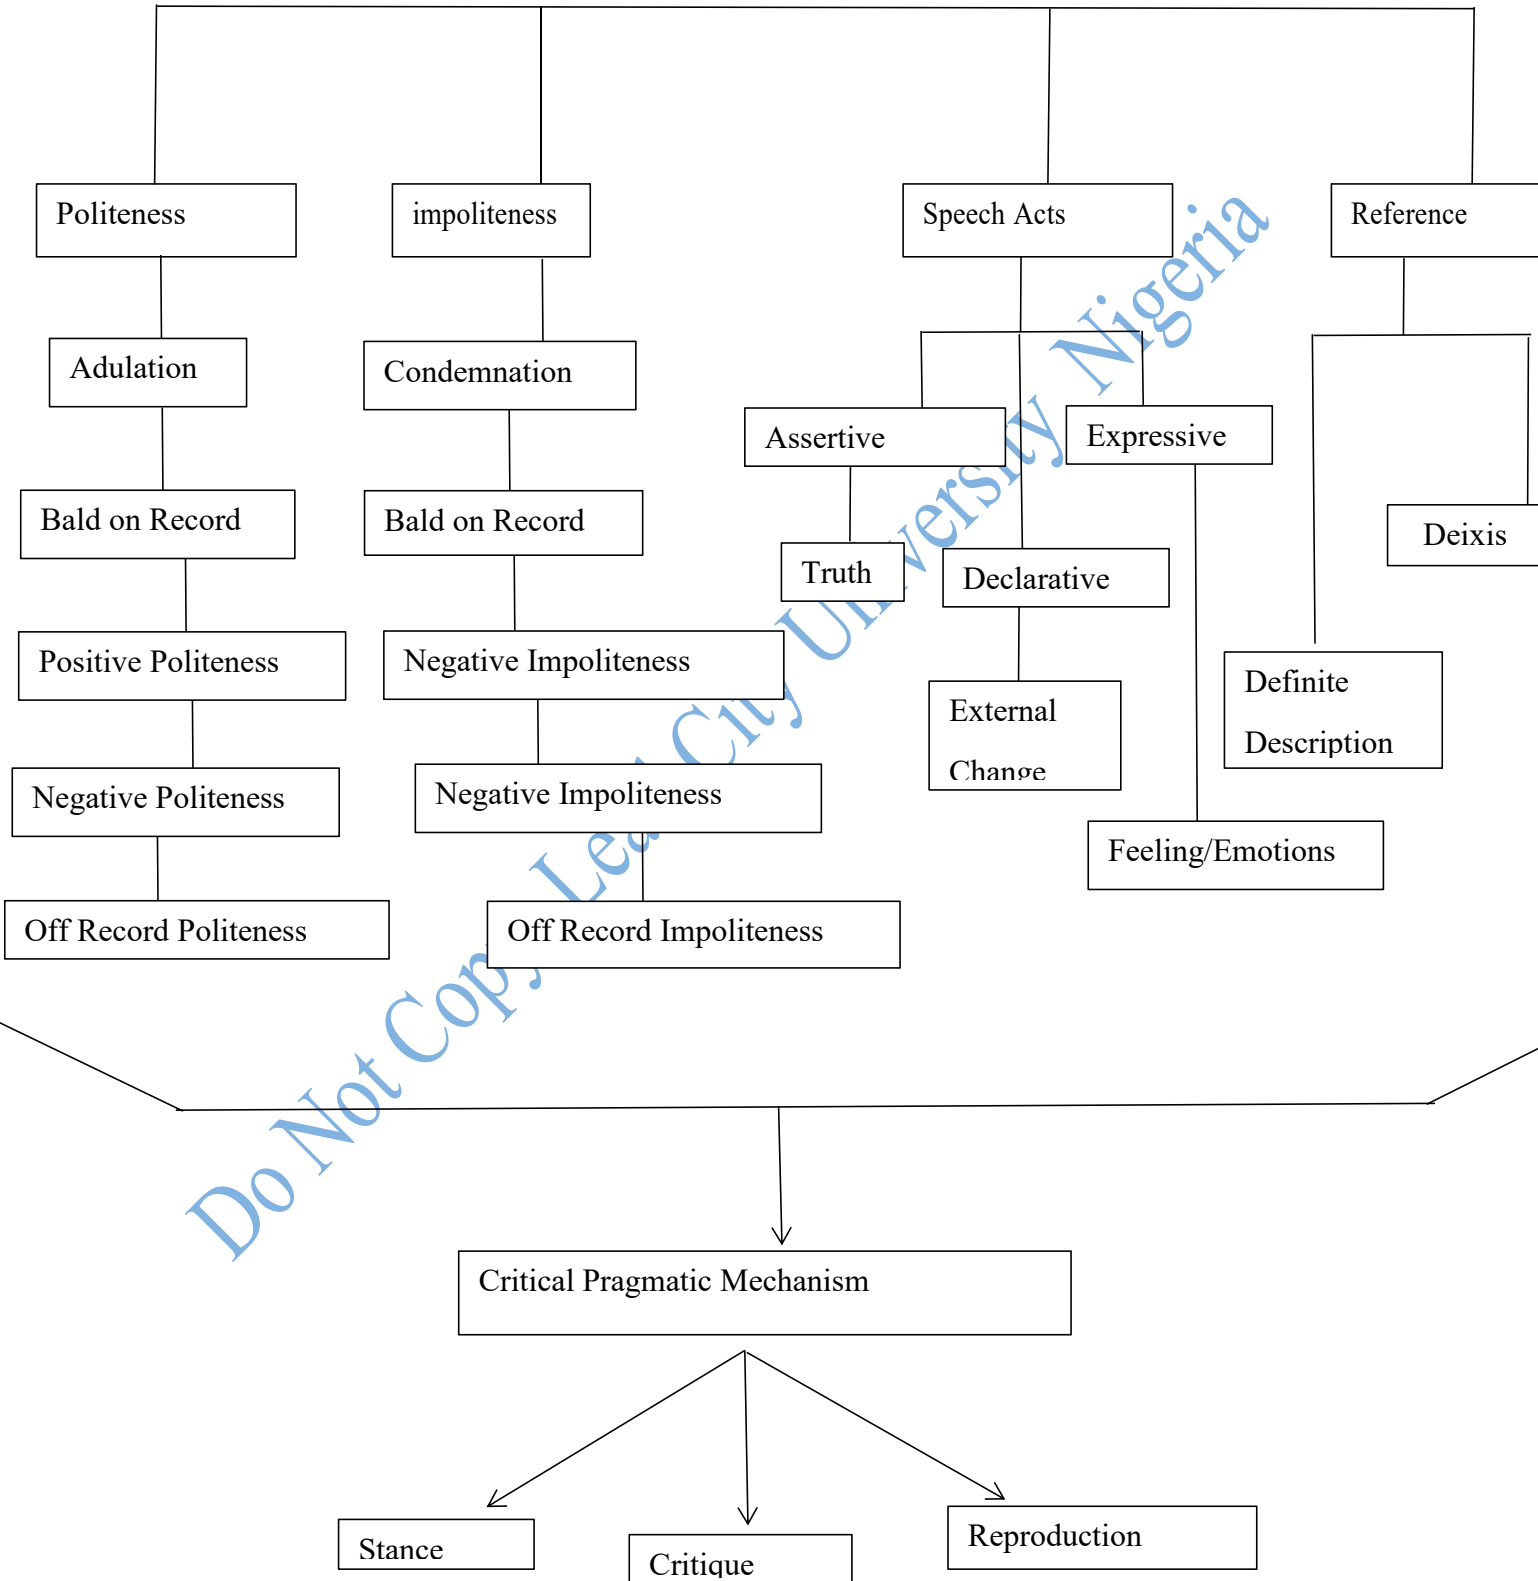 Politeness
impoliteness
Speech Acts
Reference
Adulation
Condemnation
Assertive
Expressive
Bald on Record
Bald on Record
Deixis
Truth
Declarative
Positive Politeness
Negative Impoliteness
External
Change
Definite
Description
Negative Politeness
Negative Impoliteness
Feeling/Emotions
Off Record Politeness
Off Record Impoliteness
Do Not Copy Lead City University Nigeria
Critical Pragmatic Mechanism
Stance
Critique
Reproduction